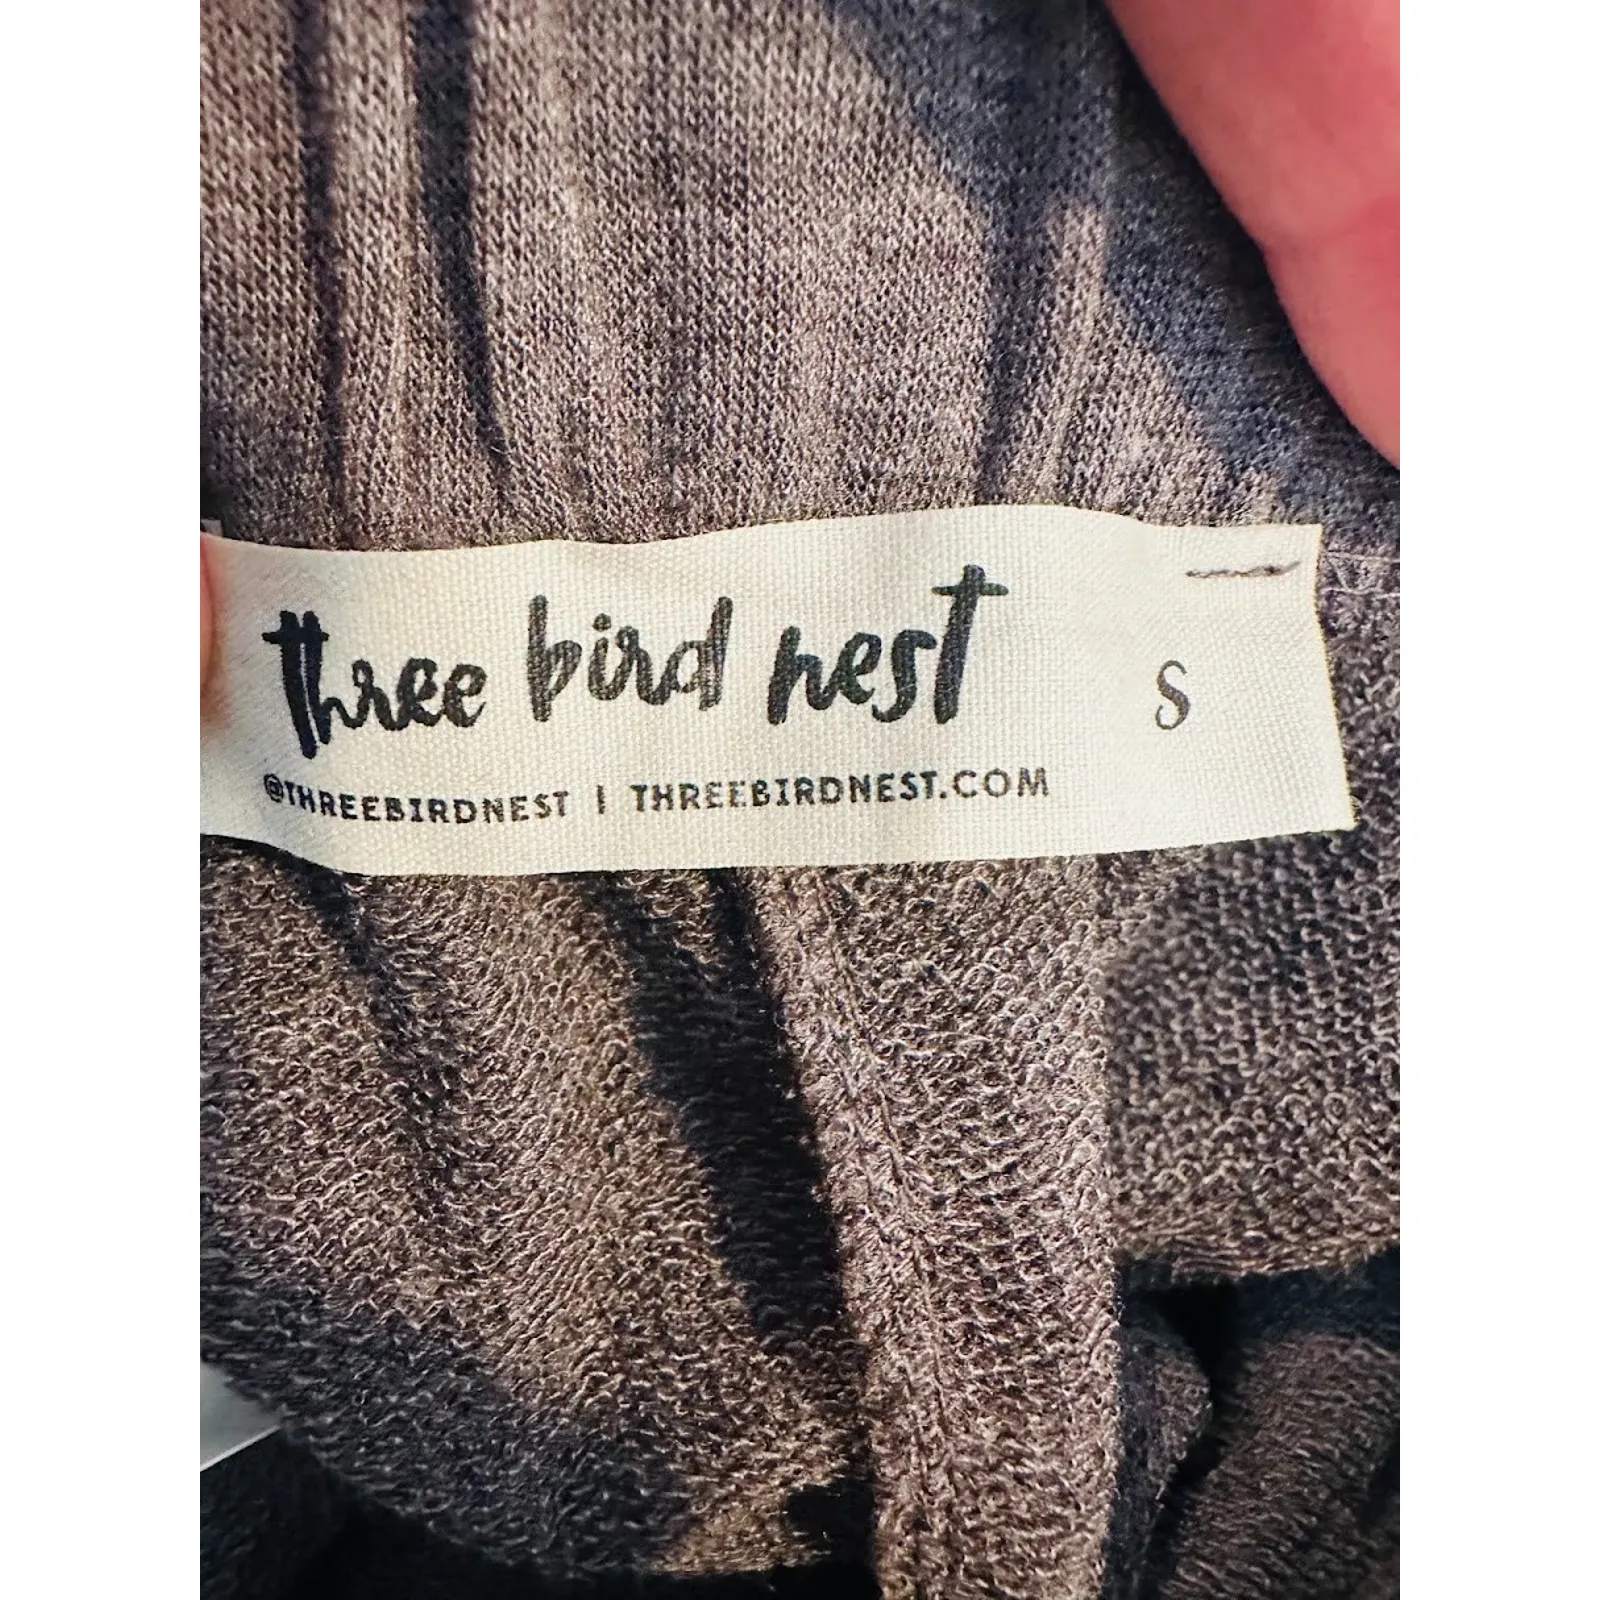 three bird nest S
@THREEBIRDNEST | THREEBIRDNEST.COM